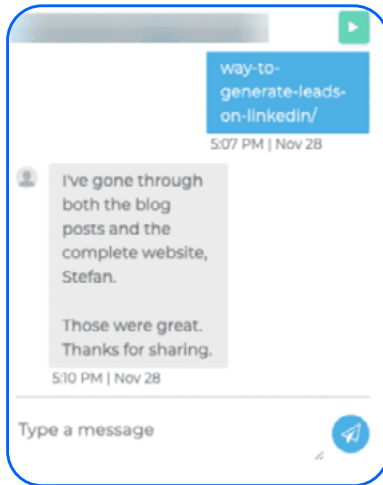 way-to-
generate-leads-
on-linkedin/
5:07 PM | Nov 28
I've gone through
both the blog
posts and the
complete website,
Stefan.
Those were great.
Thanks for sharing.
5:10 PM | Nov 28
Type a message